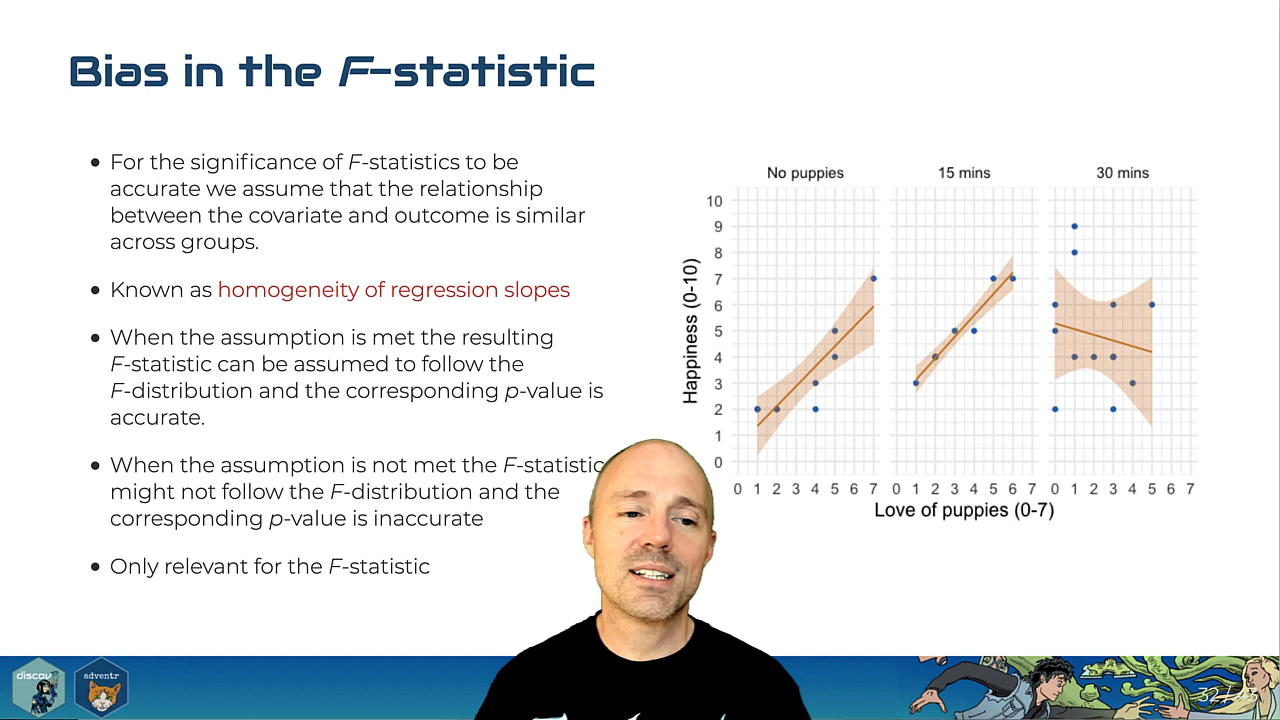 Bias in the F-statistic
For the significance of F-statistics to be
accurate we assume that the relationship
between the covariate and outcome is similar
across groups.
Known as homogeneity of regression slopes
When the assumption is met the resulting
F-statistic can be assumed to follow the
F-distribution and the corresponding p-value is
accurate.
When the assumption is not met the F-statistic
might not follow the F-distribution and the
corresponding p-value is inaccurate
Only relevant for the F-statistic
No puppies
15 mins
30 mins
Happiness (0-10)
10
9
8
7
6
5
4
3
2
1
0
0 1 2 3 4 5 6 7
0 1 2 3 4 5 6 7
0 1 2 3 4 5 6 7
Love of puppies (0-7)
adventr